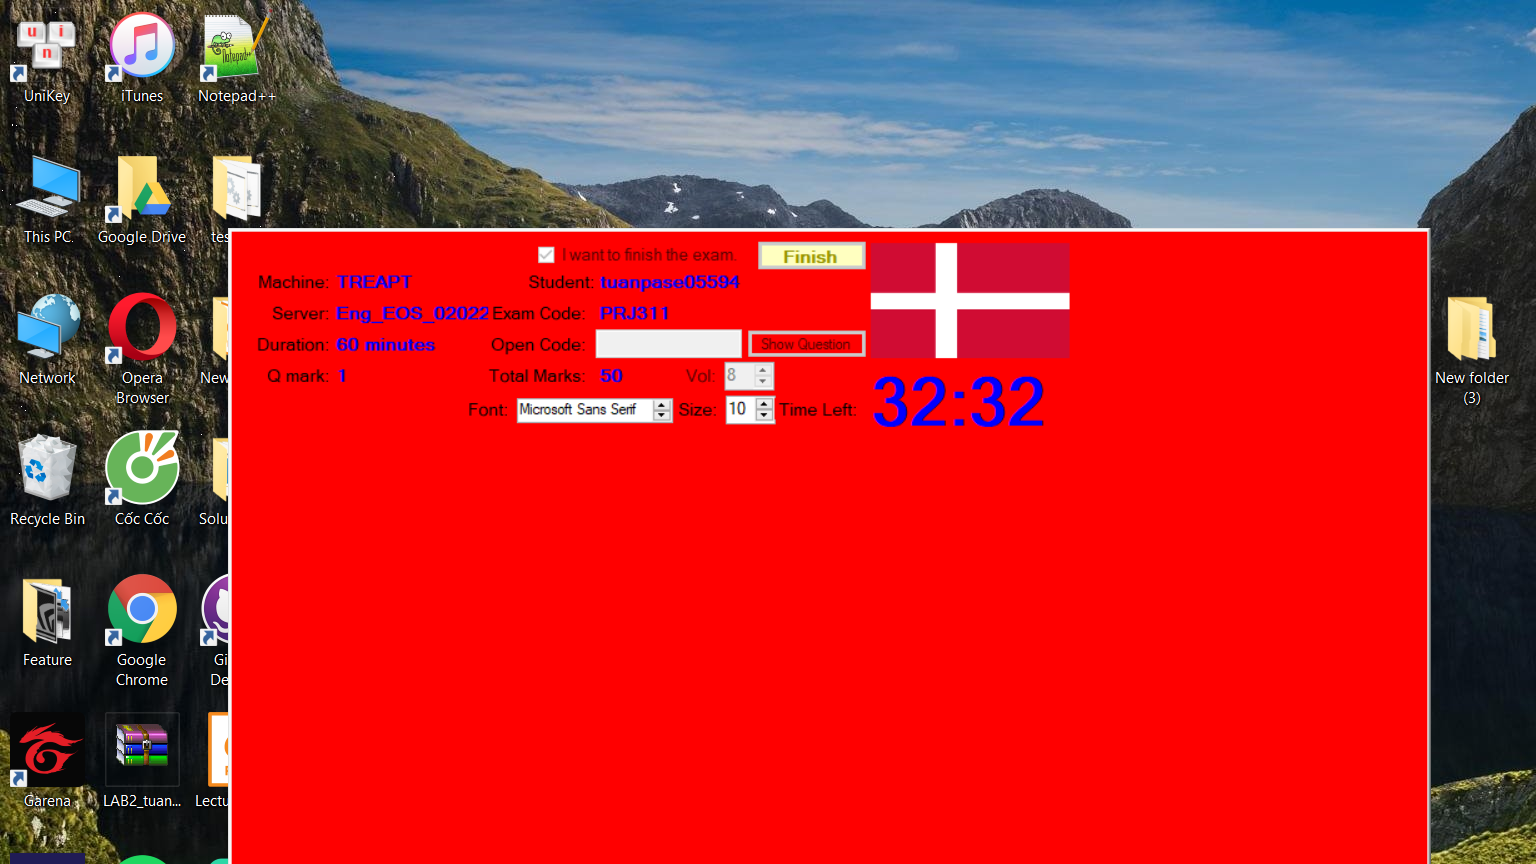 u i
n
UniKey
iTunes
Notepad++
Notepad++
This PC
Google Drive
tes
Network
Opera
Browser
New
Recycle Bin
Cốc Cốc
Solu
Feature
Google
Chrome
Gi
De
Garena
LAB2_tuan...
Lectu
I want to finish the exam.
Finish
Machine: TREAPT
Student: tuanpase05594
Server: Eng_EOS_02022
Exam Code: PRJ311
Duration: 60 minutes
Open Code:
Show Question
Q mark: 1
Total Marks: 50
Vol: 8
Font: Microsoft Sans Serif
Size: 10
Time Left: 32:32
New folder
(3)